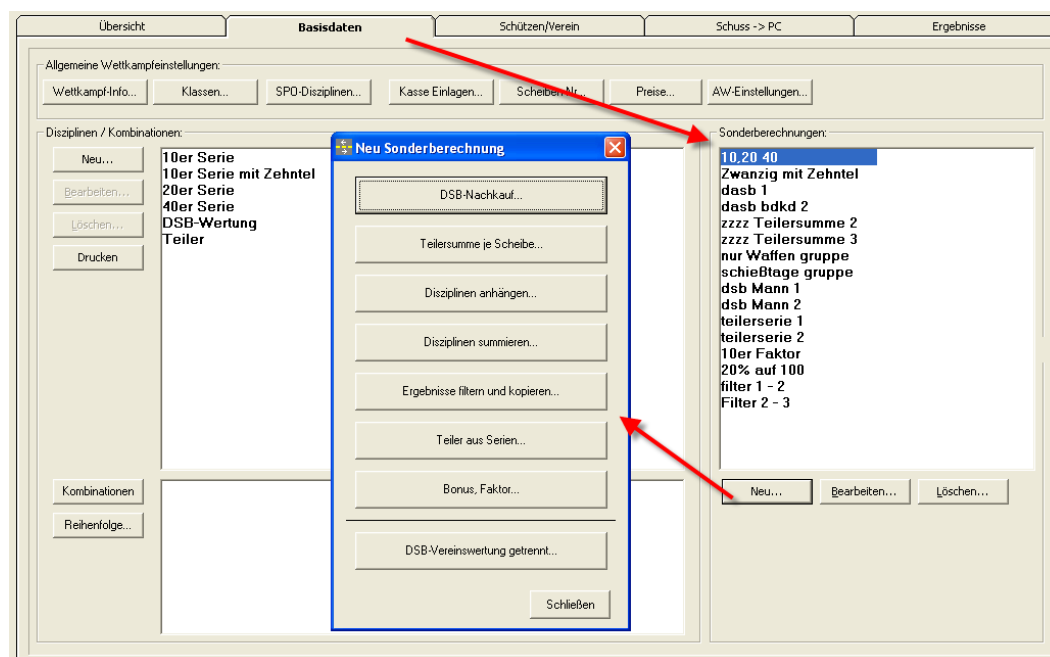 Übersicht
Basisdaten
Schützen/Verein
Schuss -> PC
Ergebnisse
Allgemeine Wettkampfeinstellungen:
Wettkampf-Info...
Klassen...
SPO-Disziplinen...
Kasse Einlagen...
Scheiben Nr...
Preise...
AW-Einstellungen...
Disziplinen / Kombinationen:
Neu...
Bearbeiten...
Löschen...
Drucken
10er Serie
10er Serie mit Zehntel
20er Serie
40er Serie
DSB-Wertung
Teiler
Kombinationen
Reihenfolge...
Neu Sonderberechnung
DSB-Nachkauf...
Teilersumme je Scheibe...
Disziplinen anhängen...
Disziplinen summieren...
Ergebnisse filtern und kopieren...
Teiler aus Serien...
Bonus, Faktor...
DSB-Vereinswertung getrennt...
Schließen
Sonderberechnungen:
10,20 40
Zwanzig mit Zehntel
dasb 1
dasb bdkd 2
zzzz Teilersumme 2
zzzz Teilersumme 3
nur Waffen gruppe
schießtage gruppe
dsb Mann 1
dsb Mann 2
teilerserie 1
teilerserie 2
10er Faktor
20% auf 100
filter 1 - 2
Filter 2 - 3
Neu...
Bearbeiten...
Löschen...